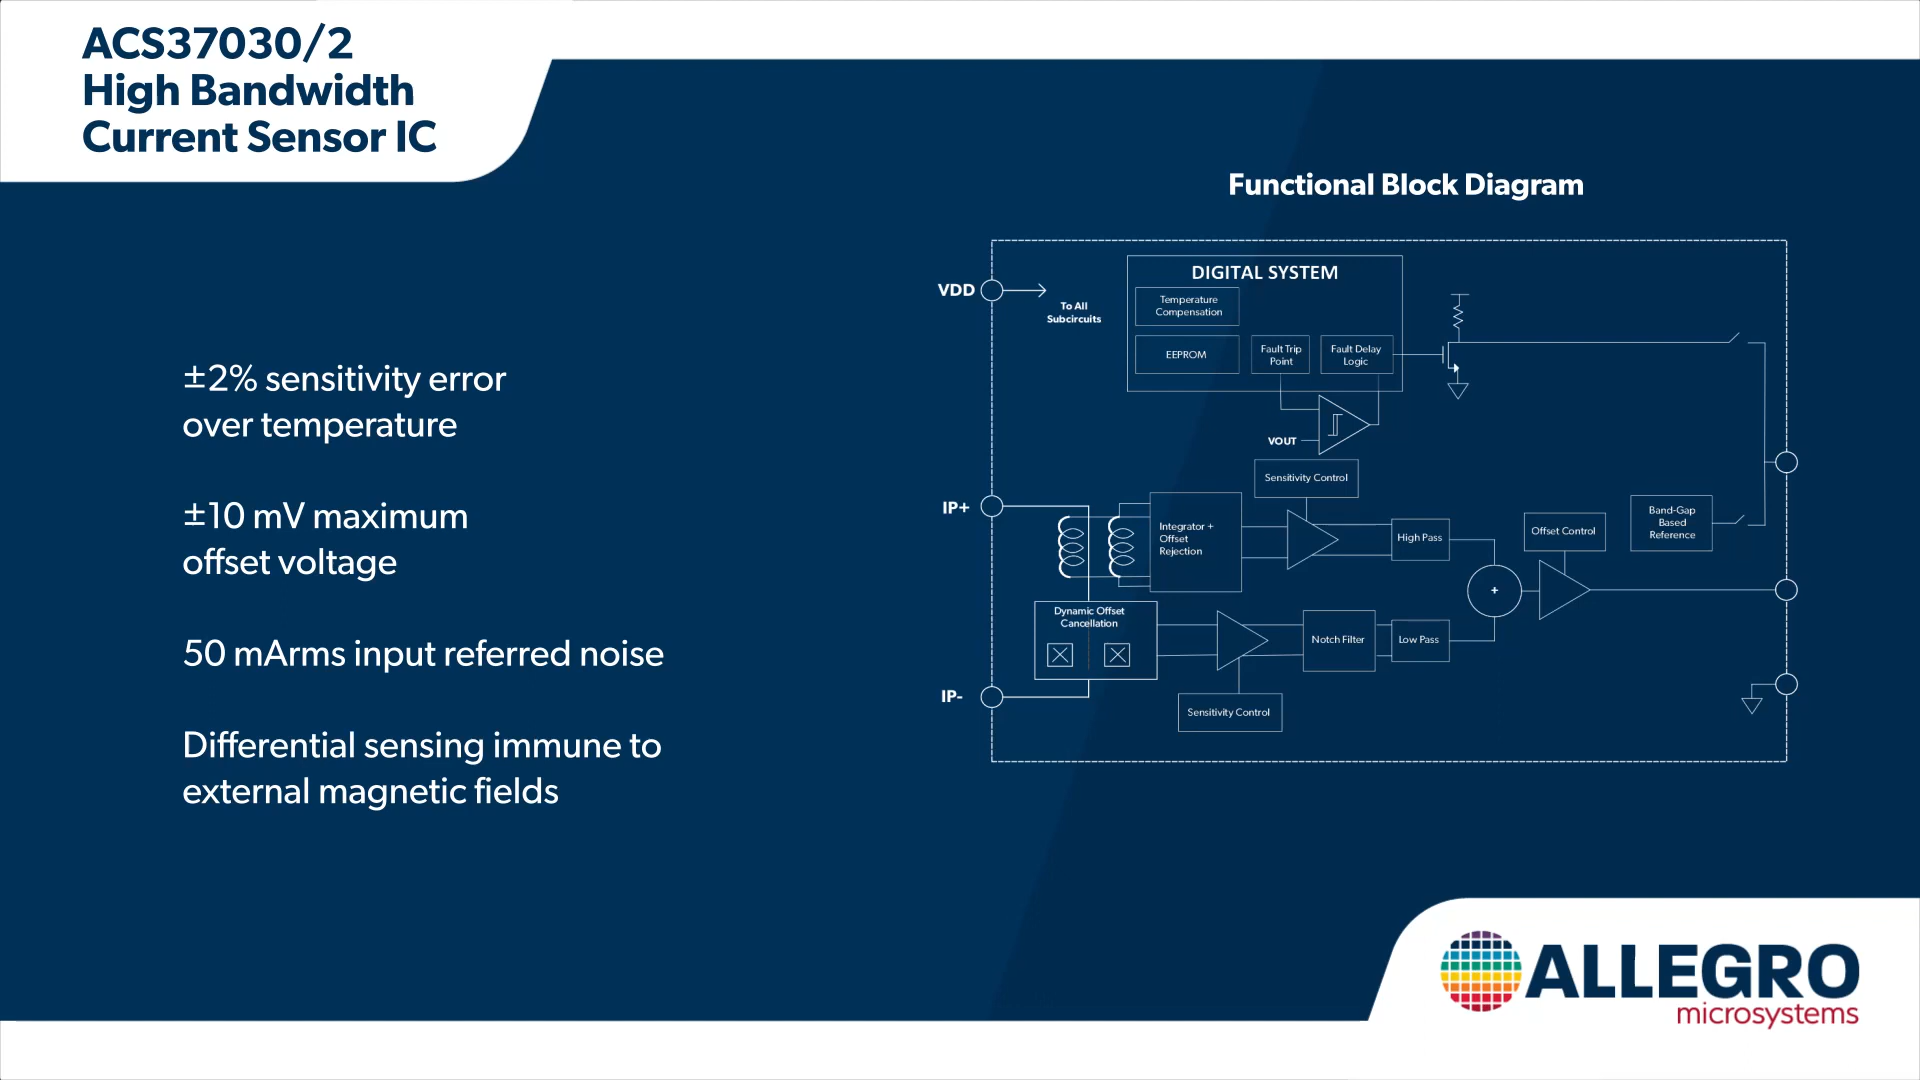 ACS37030/2
High Bandwidth
Current Sensor IC
±2% sensitivity error
over temperature
±10 mV maximum
offset voltage
50 mArms input referred noise
Differential sensing immune to
external magnetic fields
Functional Block Diagram
VDD
To All
Subcircuits
DIGITAL SYSTEM
Temperature
Compensation
EEPROM
Fault Trip
Point
Fault Delay
Logic
VOUT
Sensitivity Control
IP+
Integrator +
Offset
Rejection
High Pass
Offset Control
Band-Gap
Based
Reference
+
Dynamic Offset
Cancellation
Notch Filter
Low Pass
IP-
Sensitivity Control
ALLEGRO
microsystems